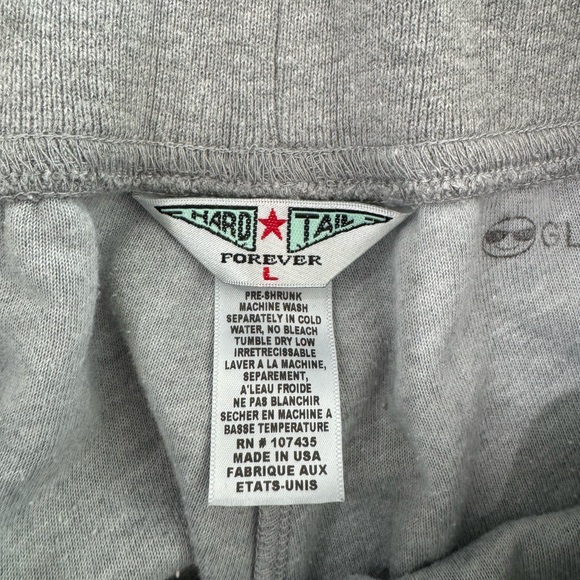 HARD TAIL
FOREVER
L
PRE-SHRUNK
MACHINE WASH
SEPARATELY IN COLD
WATER, NO BLEACH
TUMBLE DRY LOW
IRRETRECISSABLE
LAVER A LA MACHINE,
SEPAREMENT,
A'LEAU FROIDE
NE PAS BLANCHIR
SECHER EN MACHINE A
BASSE TEMPERATURE
RN # 107435
MADE IN USA
FABRIQUE AUX
ETATS-UNIS